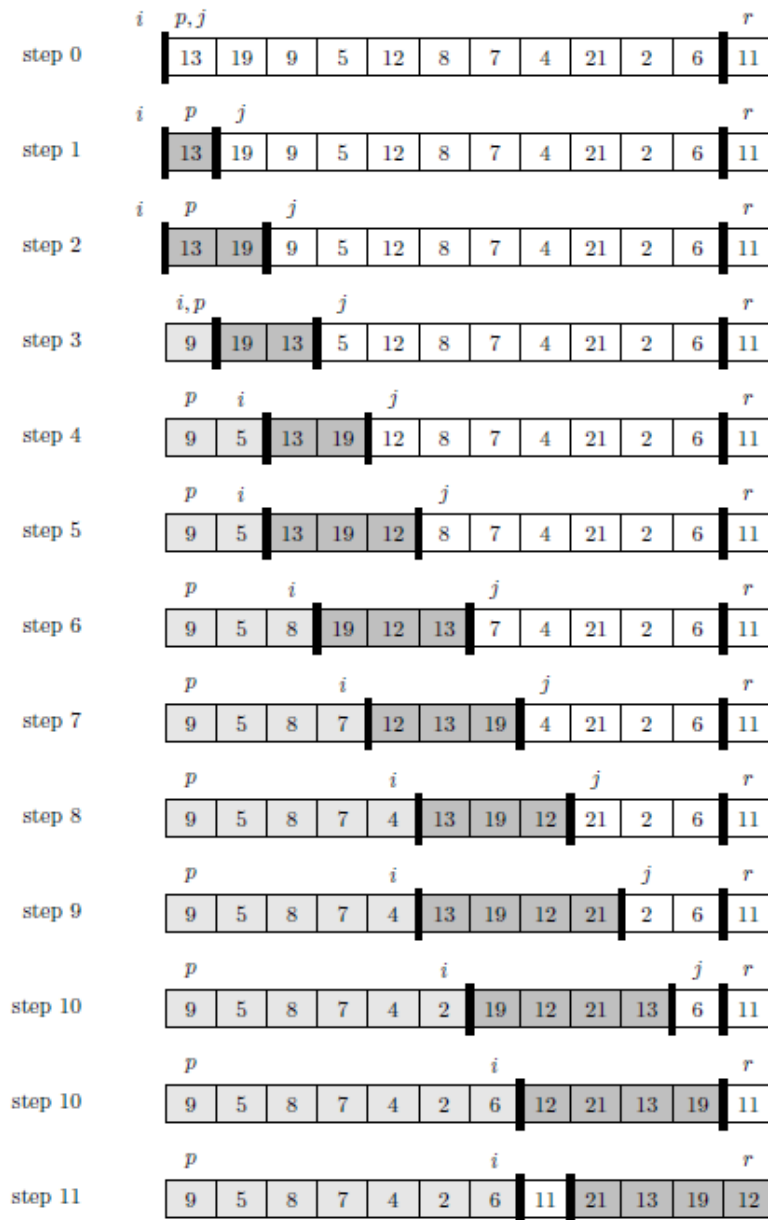 i p, j r
step 0 13 19 9 5 12 8 7 4 21 2 6 11
i p j r
step 1 13 19 9 5 12 8 7 4 21 2 6 11
i p j r
step 2 13 19 9 5 12 8 7 4 21 2 6 11
i, p j r
step 3 9 19 13 5 12 8 7 4 21 2 6 11
p i j r
step 4 9 5 13 19 12 8 7 4 21 2 6 11
p i j r
step 5 9 5 13 19 12 8 7 4 21 2 6 11
p i j r
step 6 9 5 8 19 12 13 7 4 21 2 6 11
p i j r
step 7 9 5 8 7 12 13 19 4 21 2 6 11
p i j r
step 8 9 5 8 7 4 13 19 12 21 2 6 11
p i j r
step 9 9 5 8 7 4 13 19 12 21 2 6 11
p i j r
step 10 9 5 8 7 4 2 19 12 21 13 6 11
p i r
step 10 9 5 8 7 4 2 6 12 21 13 19 11
p i r
step 11 9 5 8 7 4 2 6 11 21 13 19 12